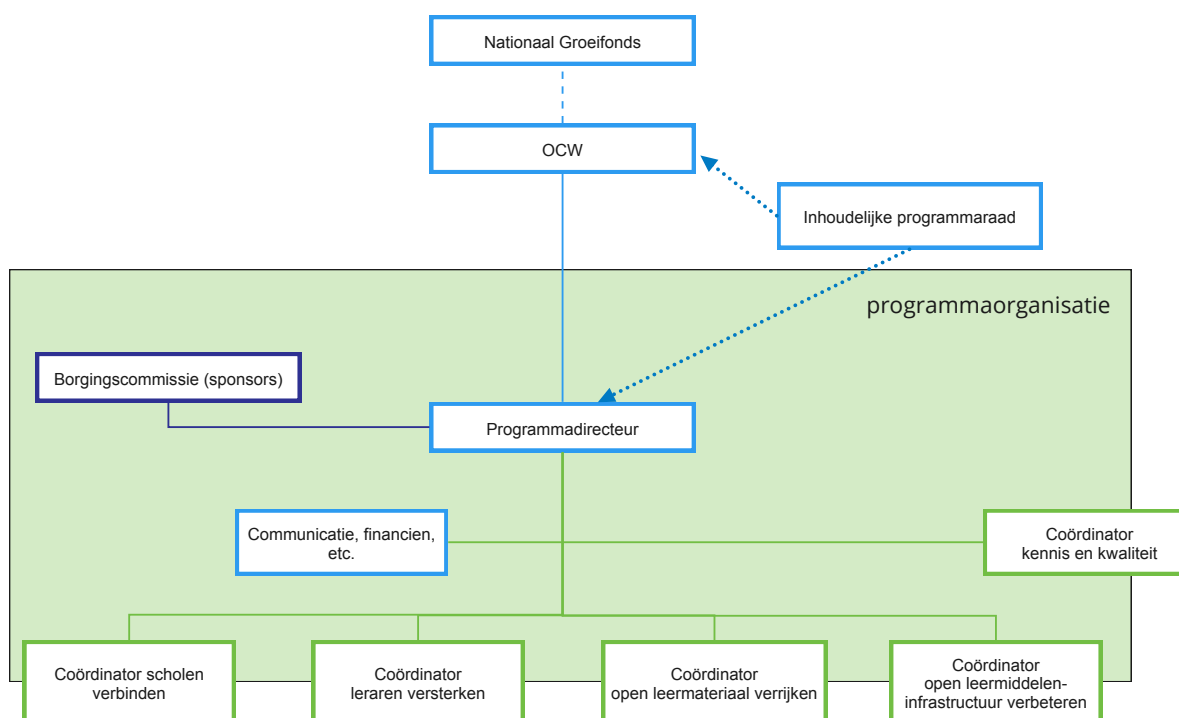 Nationaal Groeifonds
OCW
Inhoudelijke programmaraad
programmaorganisatie
Borgingscommissie (sponsors)
Programmadirecteur
Communicatie, financien,
etc.
Coördinator
kennis en kwaliteit
Coördinator scholen
verbinden
Coördinator
leraren versterken
Coördinator
open leermateriaal verrijken
Coördinator
open leermiddelen-
infrastructuur verbeteren